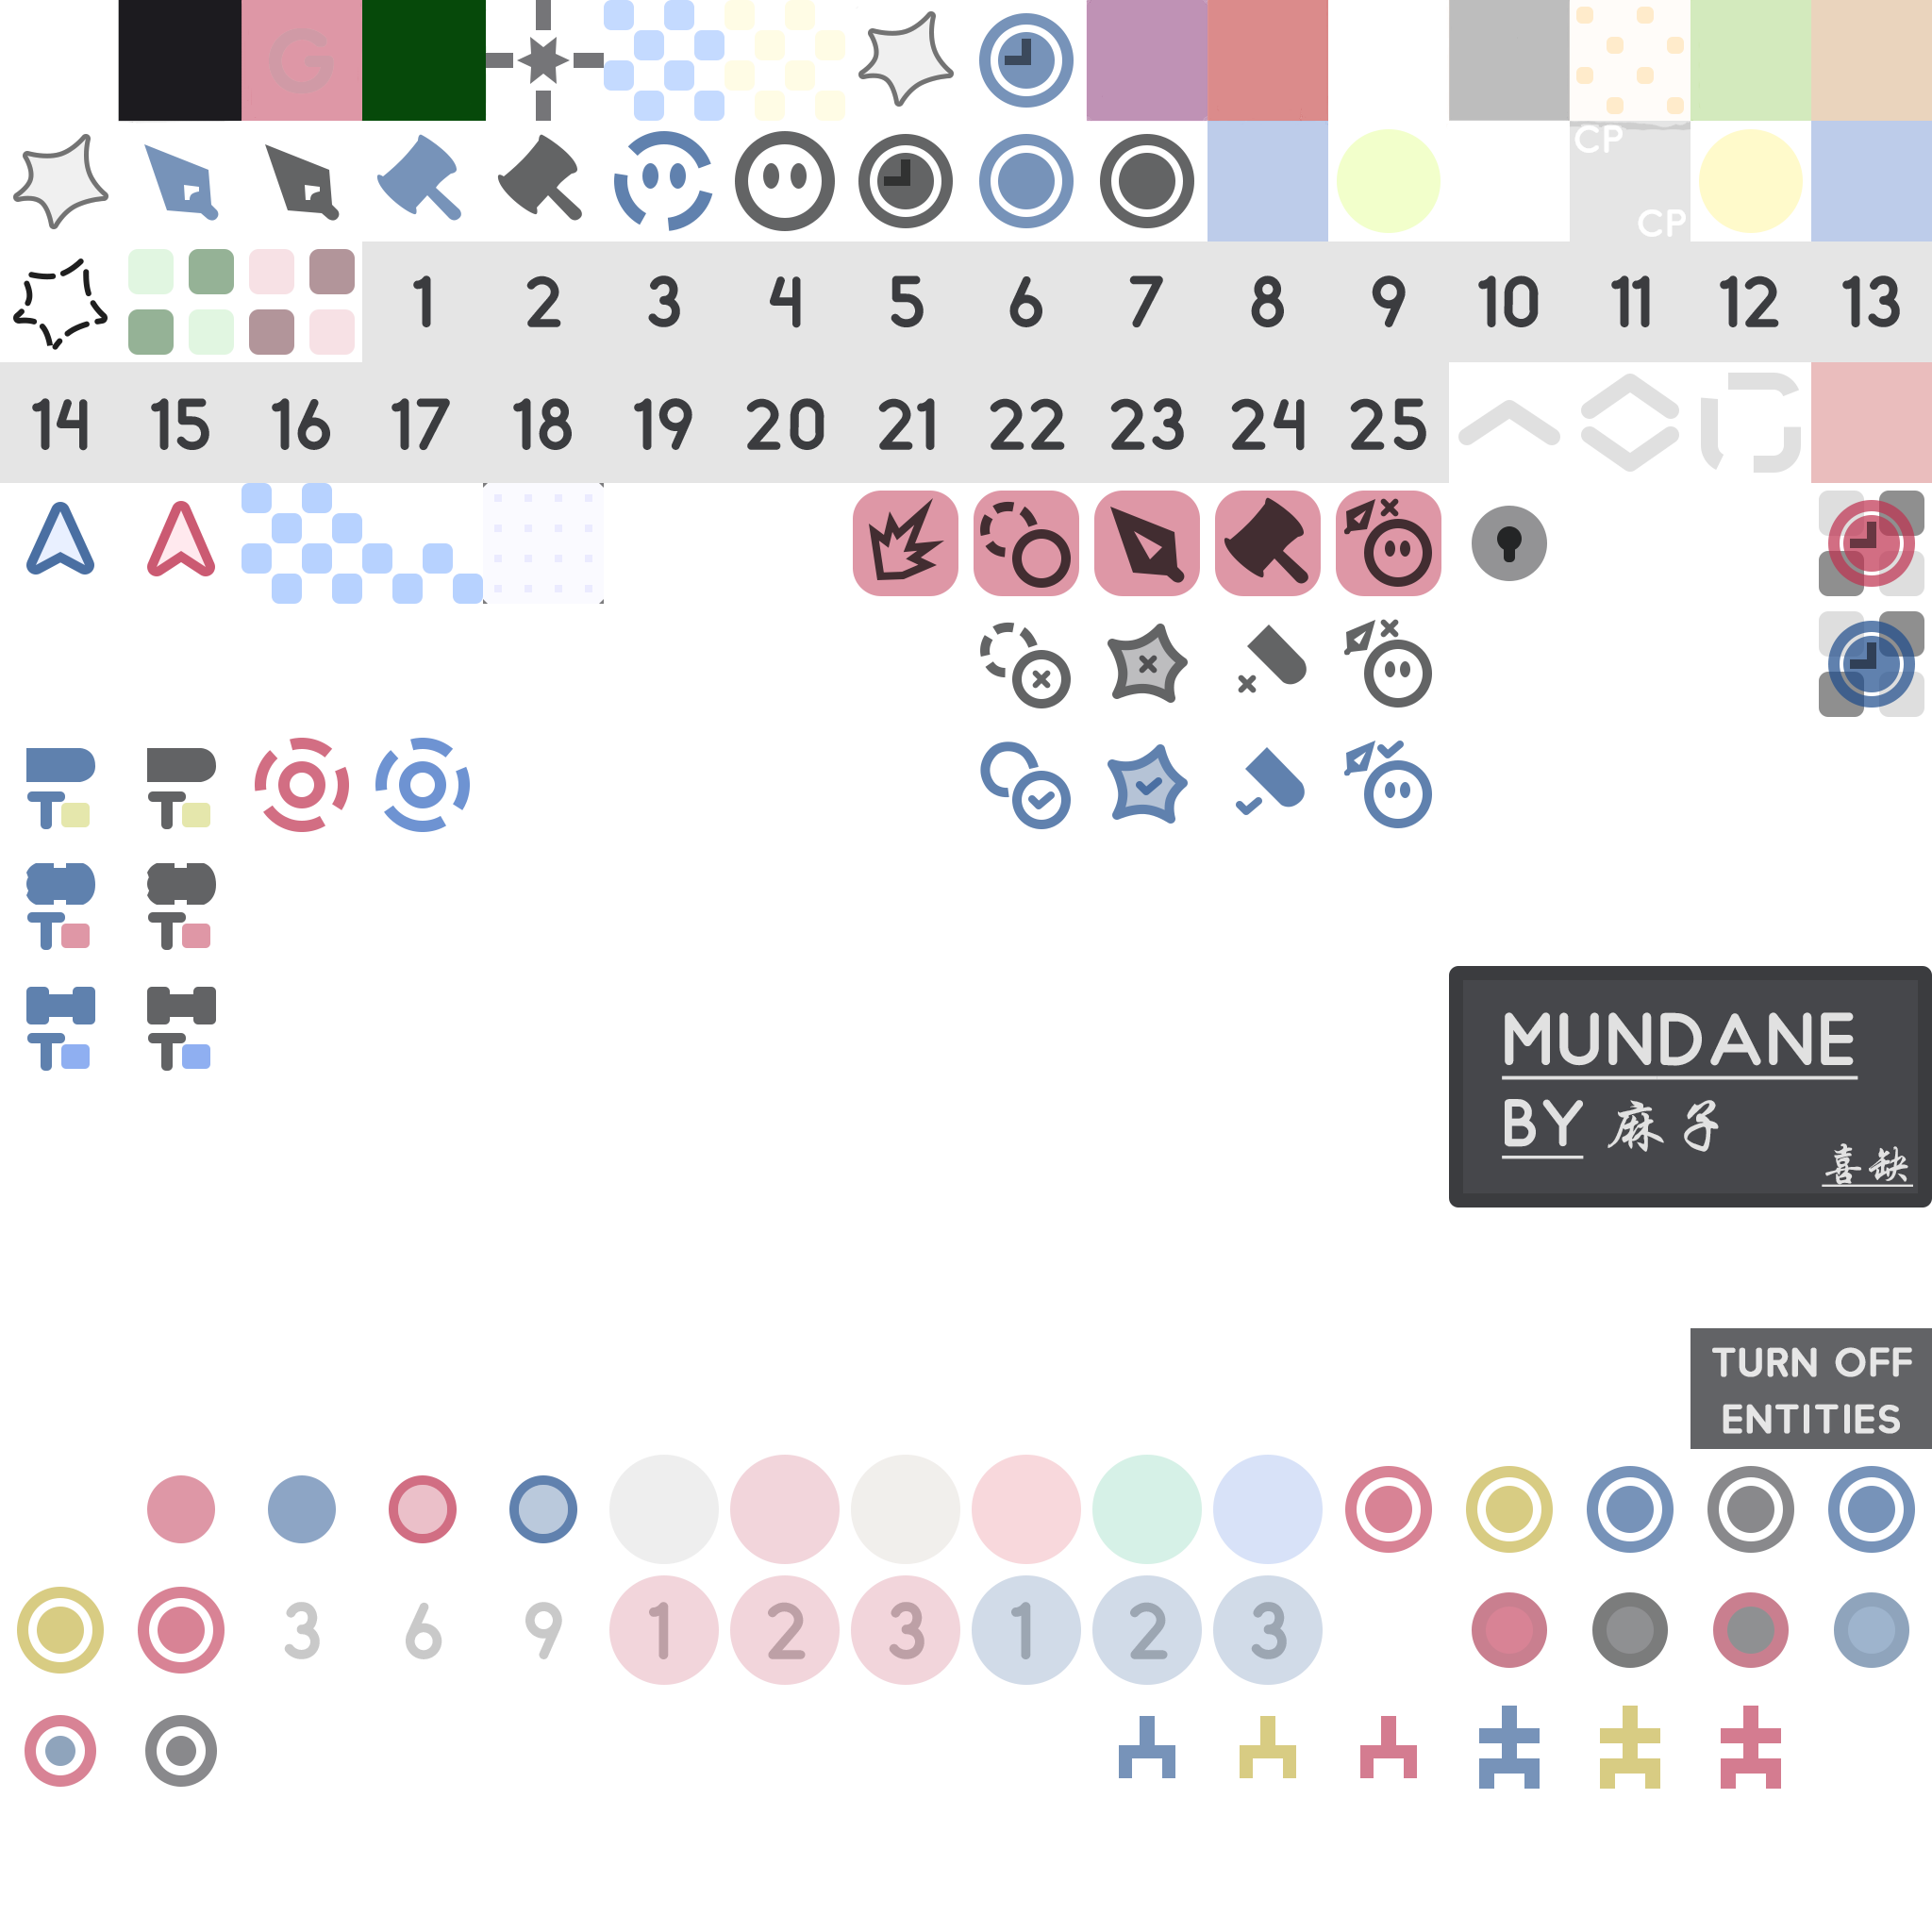 G
CP
CP
1 2 3 4 5 6 7 8 9 10 11 12 13
14 15 16 17 18 19 20 21 22 23 24 25
T T
T T
T T
MUNDANE
BY 麻子
喜缺
TURN OFF
ENTITIES
3 6 9 1 2 3 1 2 3